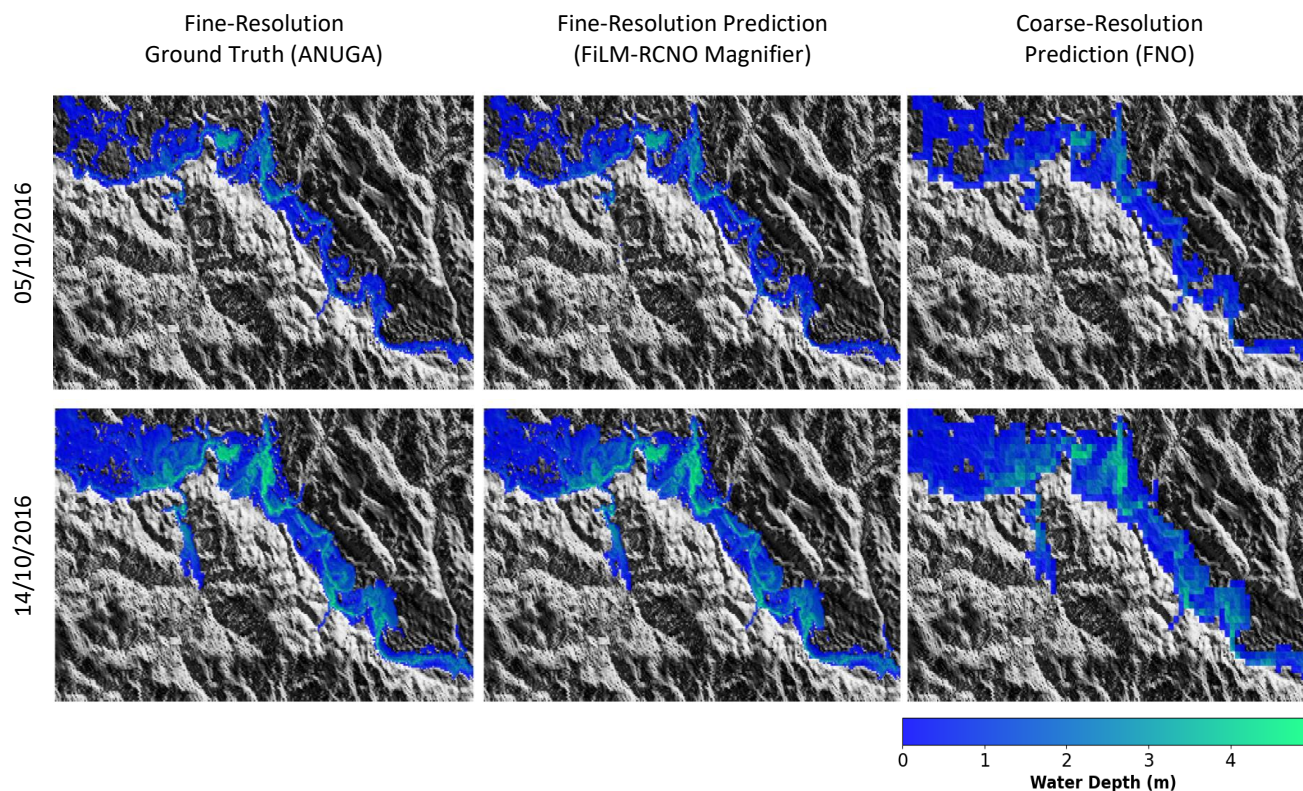 Fine-Resolution
Ground Truth (ANUGA)
Fine-Resolution Prediction
(FiLM-RCNO Magnifier)
Coarse-Resolution
Prediction (FNO)
05/10/2016
14/10/2016
0 1 2 3 4
Water Depth (m)